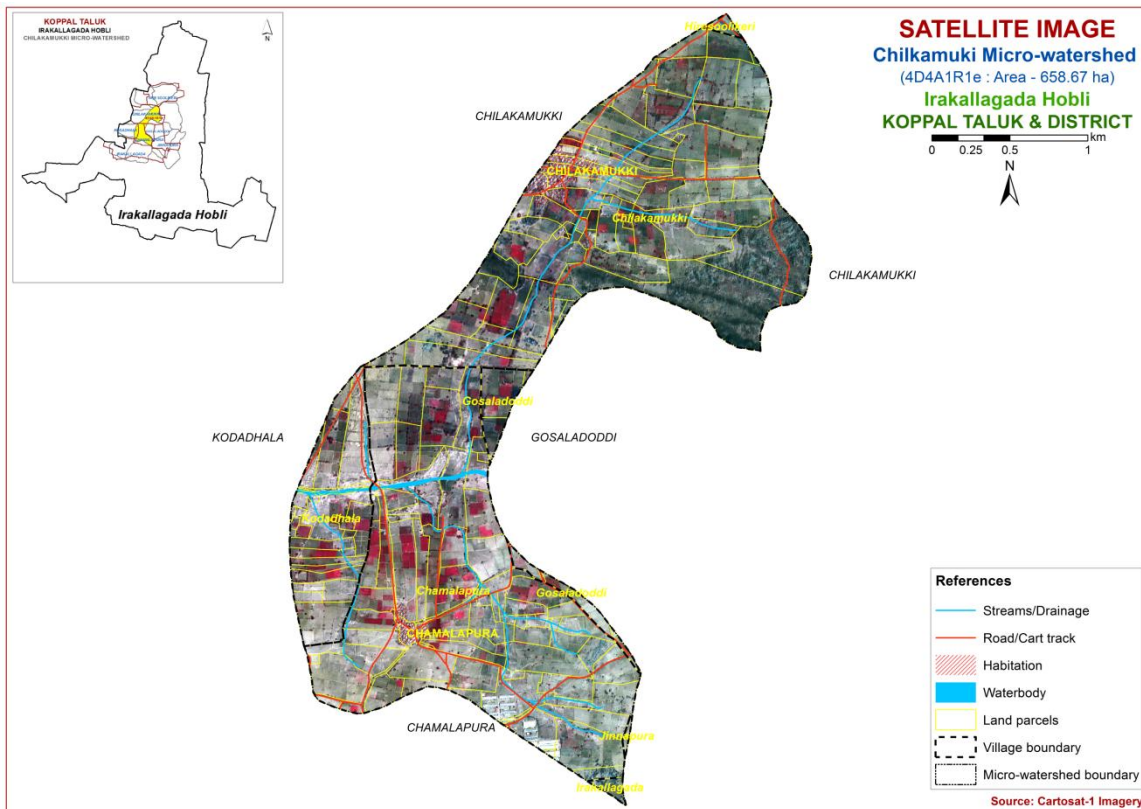 KOPPAL TALUK
IRAKALLAGADA HOBLI
CHILAKAMUKKI MICRO-WATERSHED
N
Irakallagada Hobli
SATELLITE IMAGE
Chilkamuki Micro-watershed
(4D4A1R1e : Area - 658.67 ha)
Irakallagada Hobli
KOPPAL TALUK & DISTRICT
km
0 0.25 0.5 1
N
CHILAKAMUKKI
CHILAKAMUKKI
Chilakamukki
CHILAKAMUKKI
Gosaladoddi
KODADHALA
GOSALADODDI
Kodadhala
Chamalapura
Gosaladoddi
CHAMALAPURA
CHAMALAPURA
Jinnapura
Irakallagada
References
Streams/Drainage
Road/Cart track
Habitation
Waterbody
Land parcels
Village boundary
Micro-watershed boundary
Source: Cartosat-1 Imagery